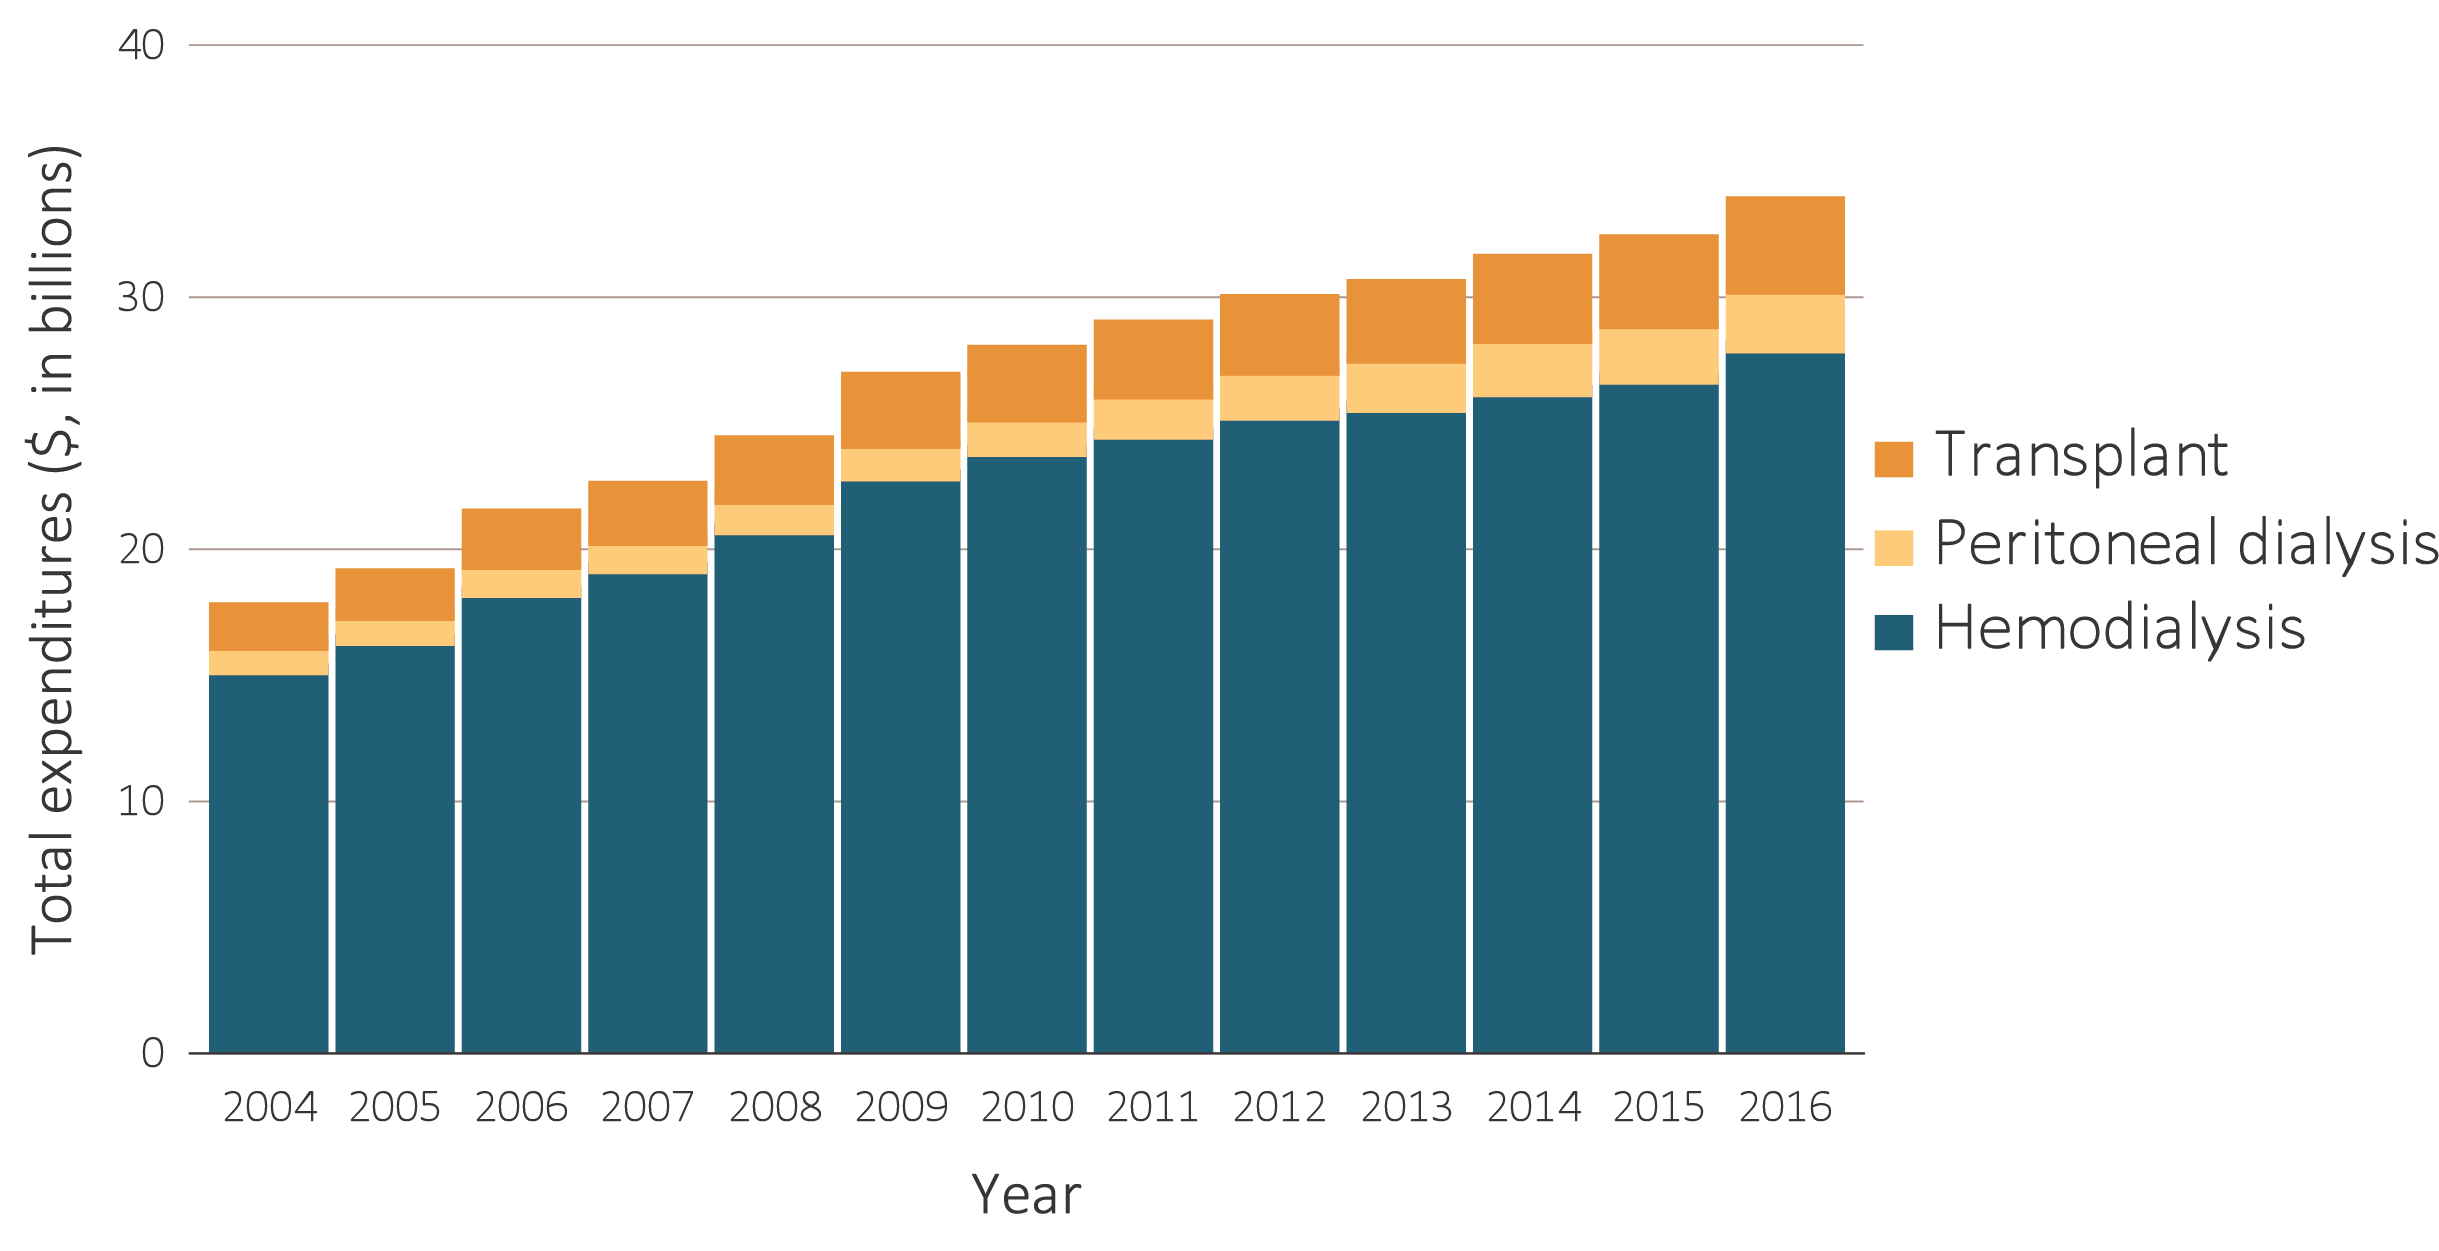 Total expenditures ($, in billions)
40
30
20
10
0
2004 2005 2006 2007 2008 2009 2010 2011 2012 2013 2014 2015 2016
Year
Transplant
Peritoneal dialysis
Hemodialysis